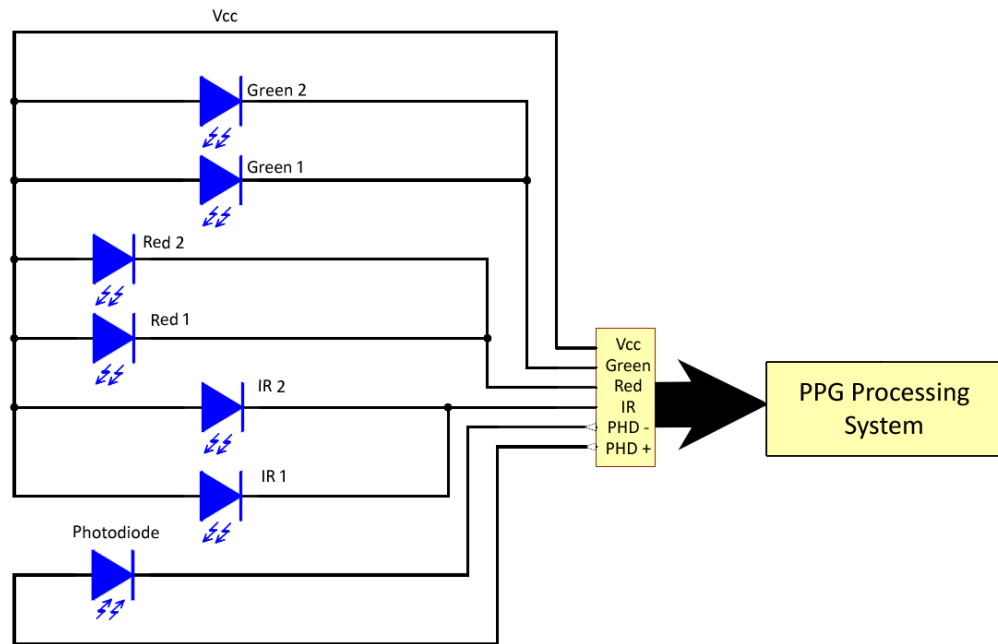 Vcc
Green 2
Green 1
Red 2
Red 1
IR 2
IR 1
Photodiode
Vcc
Green
Red
IR
PHD -
PHD +
PPG Processing
System